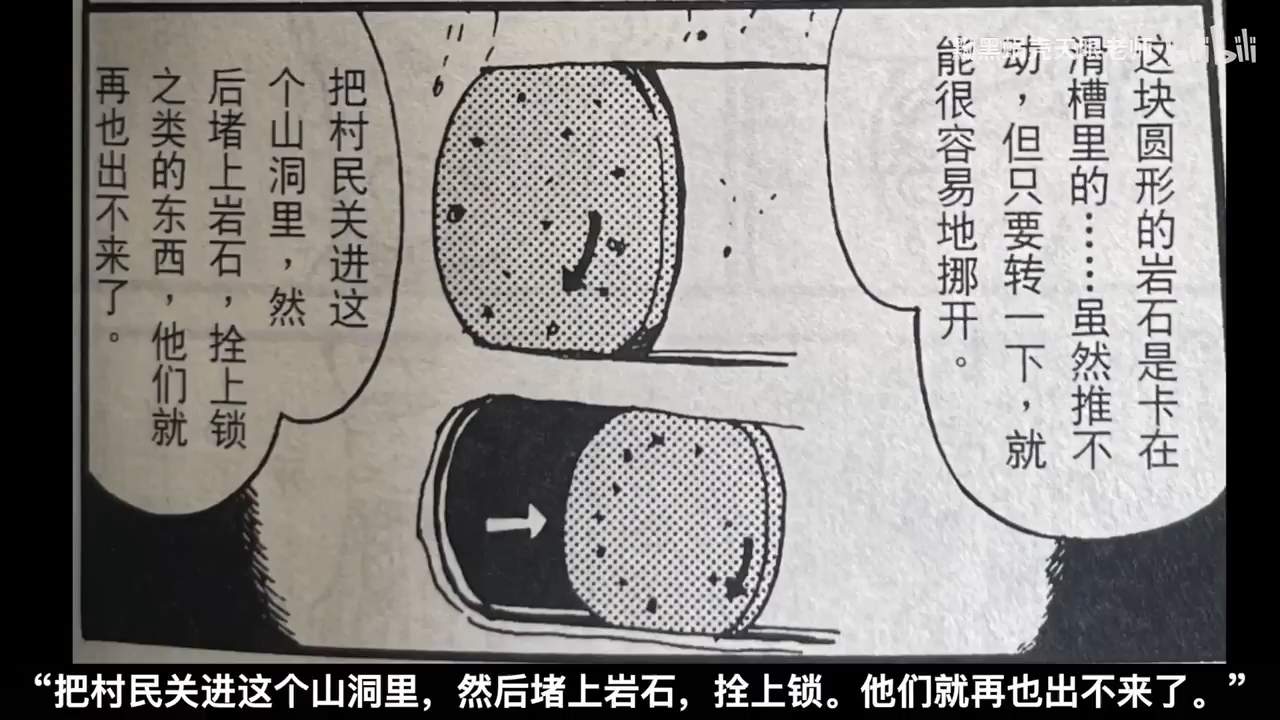 这块圆形的岩石是卡在
滑槽里的……虽然推不
动，但只要转一下，就
能很容易地挪开。
把村民关进这
个山洞里，然
后堵上岩石，拴上锁
之类的东西，他们就
再也出不来了。
bilibili
“把村民关进这个山洞里，然后堵上岩石，拴上锁。他们就再也出不来了。”